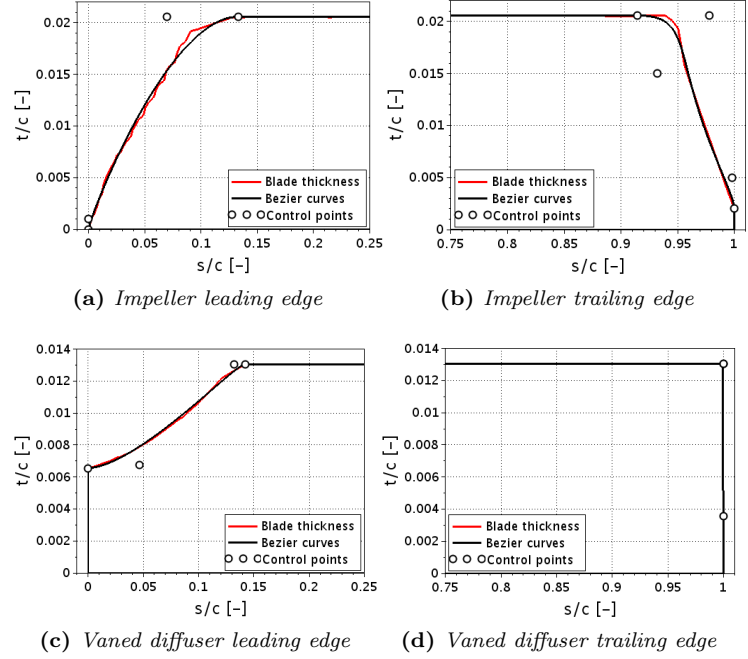 0.02
0.015
0.01
0.005
0
t/c [–]
Blade thickness
Bezier curves
Control points
0 0.05 0.1 0.15 0.2 0.25
s/c [–]
(a) Impeller leading edge
0.02
0.015
0.01
0.005
0
t/c [–]
Blade thickness
Bezier curves
Control points
0.75 0.8 0.85 0.9 0.95 1
s/c [–]
(b) Impeller trailing edge
0.014
0.012
0.01
0.008
0.006
0.004
0.002
0
t/c [–]
Blade thickness
Bezier curves
Control points
0 0.05 0.1 0.15 0.2 0.25
s/c [–]
(c) Vaned diffuser leading edge
0.014
0.012
0.01
0.008
0.006
0.004
0.002
0
t/c [–]
Blade thickness
Bezier curves
Control points
0.75 0.8 0.85 0.9 0.95 1
s/c [–]
(d) Vaned diffuser trailing edge